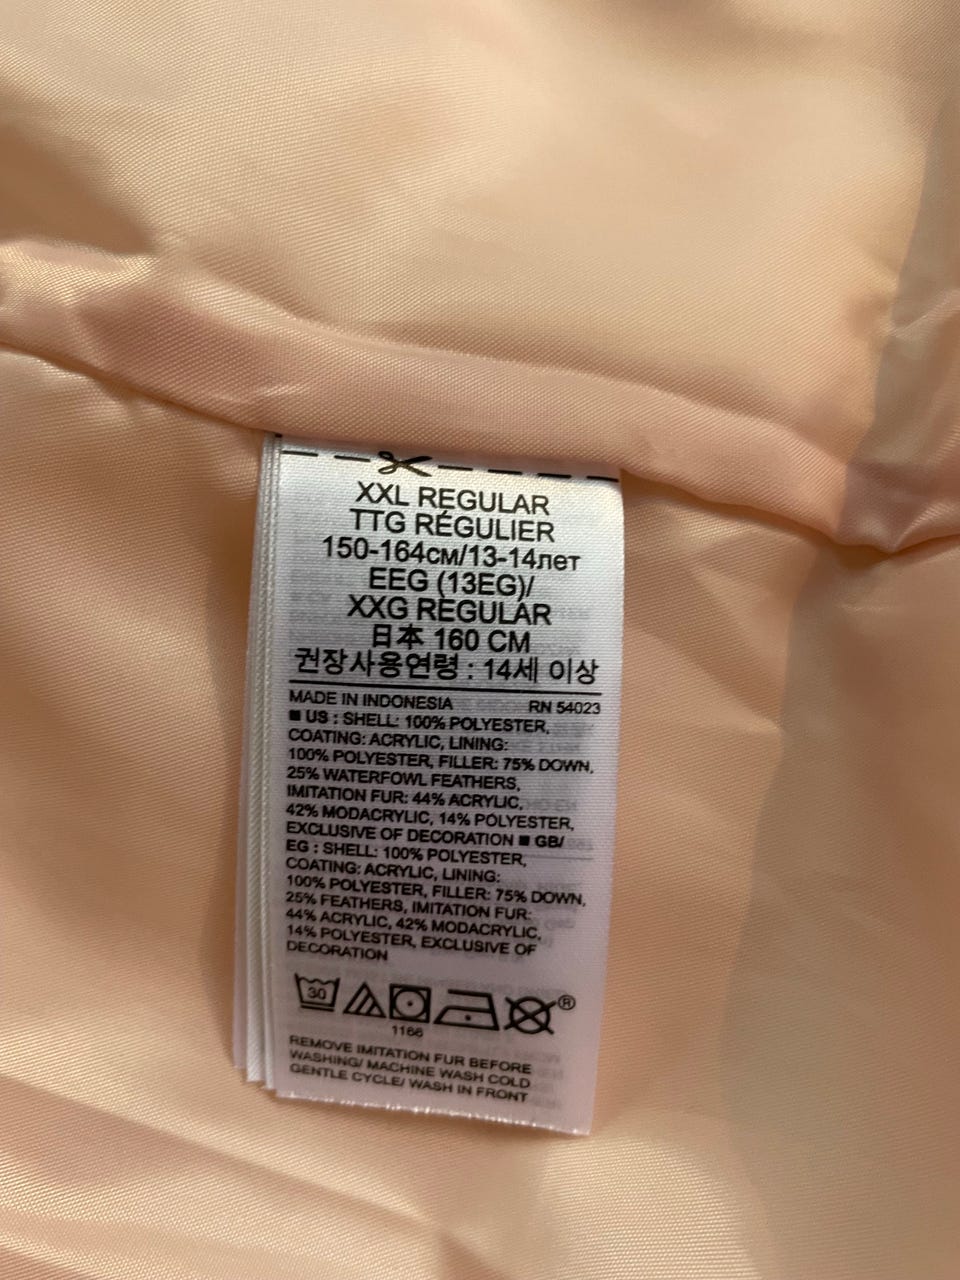 XXL REGULAR
TTG RÉGULIER
150-164см/13-14лет
EEG (13EG)/
XXG REGULAR
日本 160 CM
권장사용연령 : 14세 이상
MADE IN INDONESIA RN 54023
■ US : SHELL: 100% POLYESTER,
COATING: ACRYLIC, LINING:
100% POLYESTER, FILLER: 75% DOWN,
25% WATERFOWL FEATHERS,
IMITATION FUR: 44% ACRYLIC,
42% MODACRYLIC, 14% POLYESTER,
EXCLUSIVE OF DECORATION ■ GB/
EG : SHELL: 100% POLYESTER,
COATING: ACRYLIC, LINING:
100% POLYESTER, FILLER: 75% DOWN,
25% FEATHERS, IMITATION FUR:
44% ACRYLIC, 42% MODACRYLIC,
14% POLYESTER, EXCLUSIVE OF
DECORATION
30 ®
1166
REMOVE IMITATION FUR BEFORE
WASHING/ MACHINE WASH COLD
GENTLE CYCLE/ WASH IN FRONT